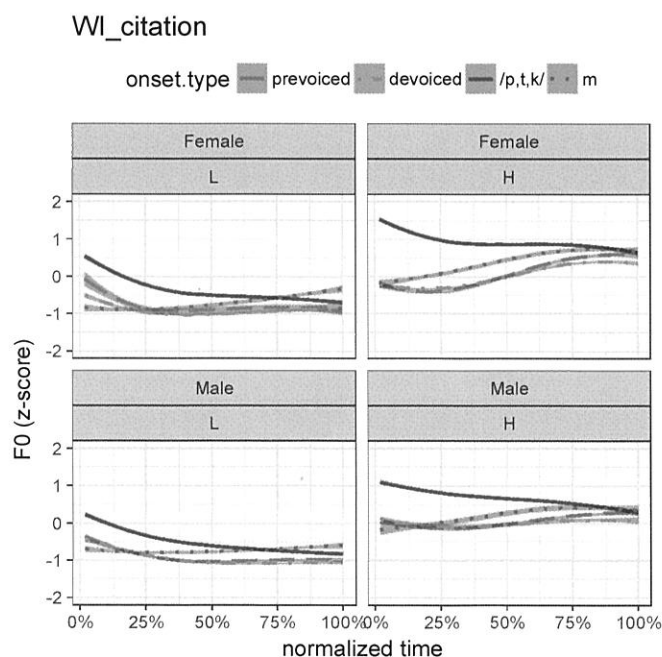 WI_citation
onset.type prevoiced devoiced /p,t,k/ m
Female Female
L H
2
1
0
-1
-2
Male Male
L H
2
1
0
-1
-2
F0 (z-score)
0% 25% 50% 75% 100% 0% 25% 50% 75% 100%
normalized time